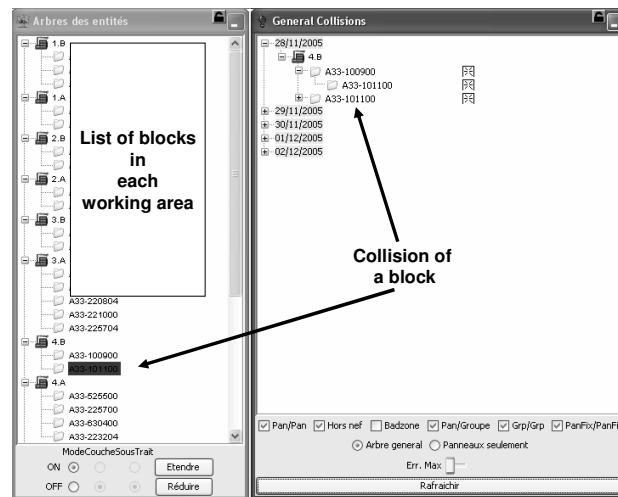 Arbres des entités
1.B
1.A
2.B
2.A
3.B
3.A
A33-220804
A33-221000
A33-225704
4.B
A33-100900
A33-101100
4.A
A33-525500
A33-225700
A33-630400
A33-223204
List of blocks
in
each
working area
ModeCoucheSousTrait
ON
Etendre
OFF
Réduire
General Collisions
28/11/2005
4.B
A33-100900
A33-101100
A33-101100
29/11/2005
30/11/2005
01/12/2005
02/12/2005
Collision of
a block
Pan/Pan Hors nef Badzone Pan/Groupe Grp/Grp PanFix/PanFi
Arbre general Panneaux seulement
Err. Max
Rafraichir